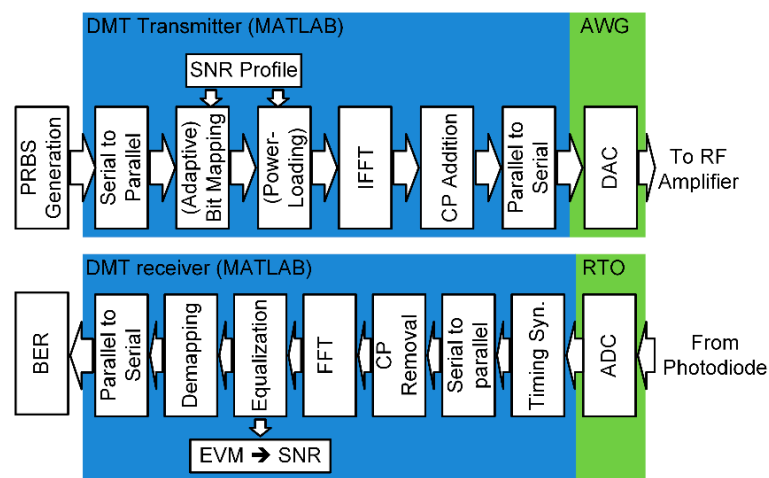 DMT Transmitter (MATLAB)
AWG
SNR Profile
PRBS
Generation
Serial to
Parallel
(Adaptive)
Bit Mapping
(Power-
Loading)
IFFT
CP Addition
Parallel to
Serial
DAC
To RF
Amplifier
DMT receiver (MATLAB)
RTO
BER
Parallel to
Serial
Demapping
Equalization
FFT
CP
Removal
Serial to
parallel
Timing Syn.
ADC
From
Photodiode
EVM ➔ SNR